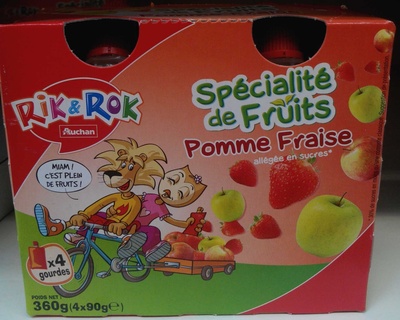 RiK & ROK
Auchan
Spécialité
de Fruits
Pomme Fraise
allégée en sucres*
MIAM !
C'EST PLEIN
DE FRUITS !
x4
gourdes
POIDS NET
360g(4x90g℮)